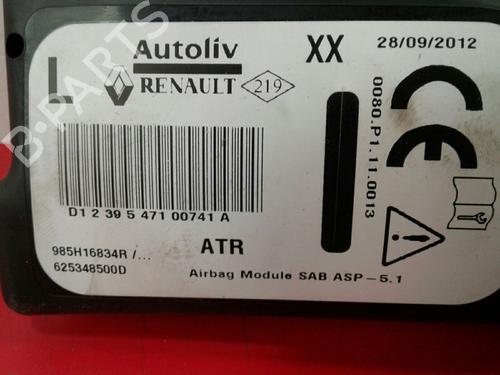 Autoliv
XX
28/09/2012
L
RENAULT
219
0080.P1.11.0013
CE
D1 2 39 5 471 00741 A
985H16834R /...
ATR
625348500D
Airbag Module SAB ASP-5.1
B-PARTS